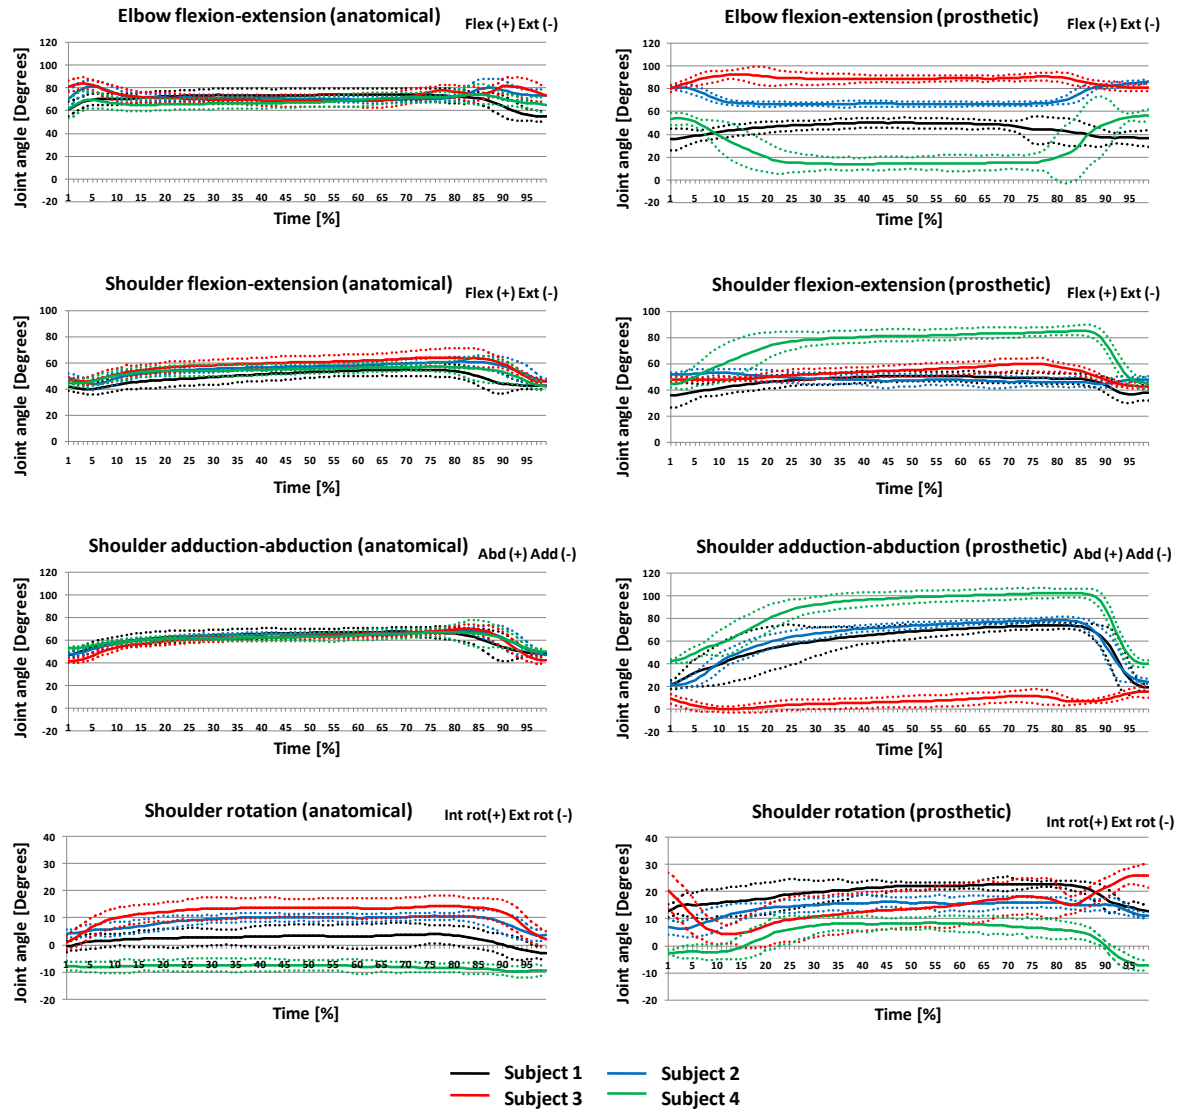 Elbow flexion-extension (anatomical)
Flex (+) Ext (-)
Joint angle [Degrees]
120
100
80
60
40
20
0
-20
1 5 10 15 20 25 30 35 40 45 50 55 60 65 70 75 80 85 90 95
Time [%]
Elbow flexion-extension (prosthetic)
Flex (+) Ext (-)
Joint angle [Degrees]
120
100
80
60
40
20
0
-20
1 5 10 15 20 25 30 35 40 45 50 55 60 65 70 75 80 85 90 95
Time [%]
Shoulder flexion-extension (anatomical)
Flex (+) Ext (-)
Joint angle [Degrees]
100
80
60
40
20
0
1 5 10 15 20 25 30 35 40 45 50 55 60 65 70 75 80 85 90 95
Time [%]
Shoulder flexion-extension (prosthetic)
Flex (+) Ext (-)
Joint angle [Degrees]
100
80
60
40
20
0
1 5 10 15 20 25 30 35 40 45 50 55 60 65 70 75 80 85 90 95
Time [%]
Shoulder adduction-abduction (anatomical)
Abd (+) Add (-)
Joint angle [Degrees]
120
100
80
60
40
20
0
-20
1 5 10 15 20 25 30 35 40 45 50 55 60 65 70 75 80 85 90 95
Time [%]
Shoulder adduction-abduction (prosthetic)
Abd (+) Add (-)
Joint angle [Degrees]
120
100
80
60
40
20
0
-20
1 5 10 15 20 25 30 35 40 45 50 55 60 65 70 75 80 85 90 95
Time [%]
Shoulder rotation (anatomical)
Int rot(+) Ext rot (-)
Joint angle [Degrees]
40
30
20
10
0
-10
-20
1 5 10 15 20 25 30 35 40 45 50 55 60 65 70 75 80 85 90 95
Time [%]
Shoulder rotation (prosthetic)
Int rot(+) Ext rot (-)
Joint angle [Degrees]
40
30
20
10
0
-10
-20
1 5 10 15 20 25 30 35 40 45 50 55 60 65 70 75 80 85 90 95
Time [%]
Subject 1 Subject 2
Subject 3 Subject 4